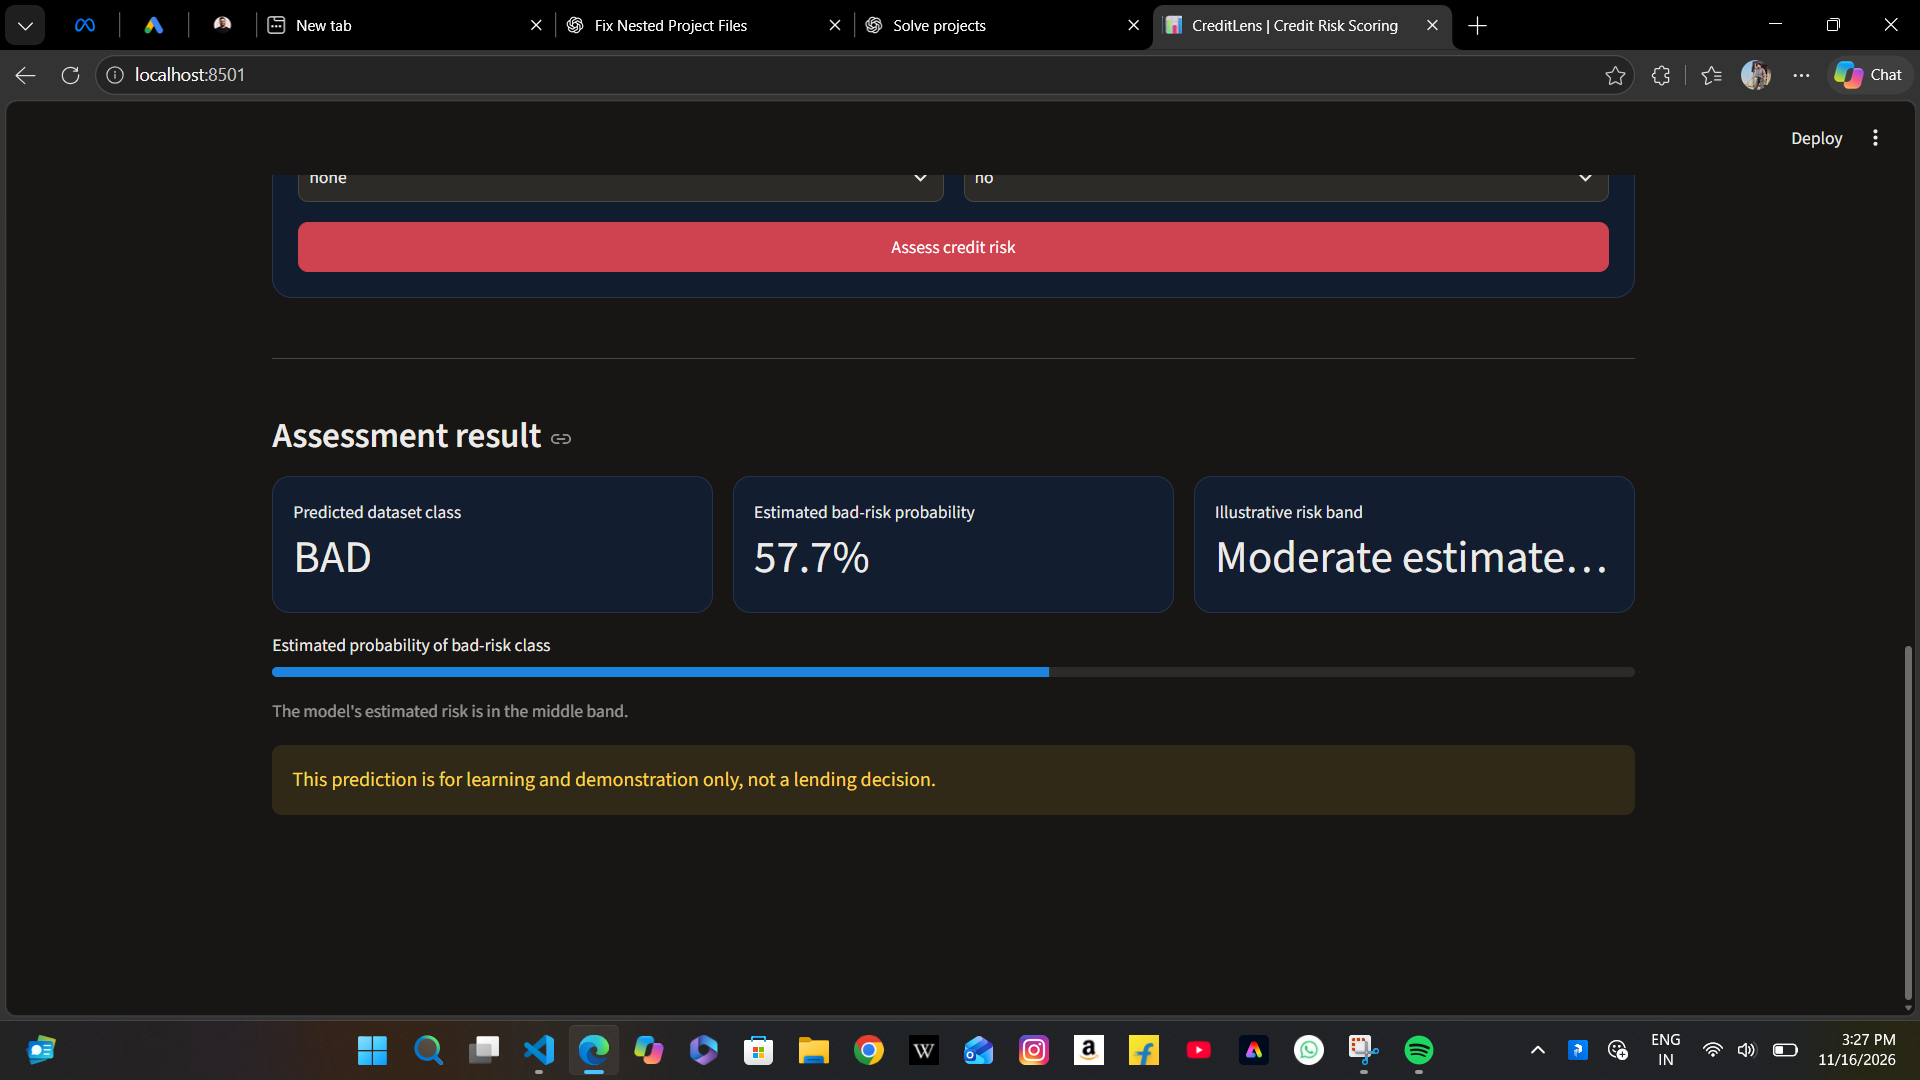 New tab
Fix Nested Project Files
Solve projects
CreditLens | Credit Risk Scoring
localhost:8501
Chat
Deploy
none
no
Assess credit risk
Assessment result
Predicted dataset class
BAD
Estimated bad-risk probability
57.7%
Illustrative risk band
Moderate estimate...
Estimated probability of bad-risk class
The model's estimated risk is in the middle band.
This prediction is for learning and demonstration only, not a lending decision.
ENG
IN
3:27 PM
11/16/2026